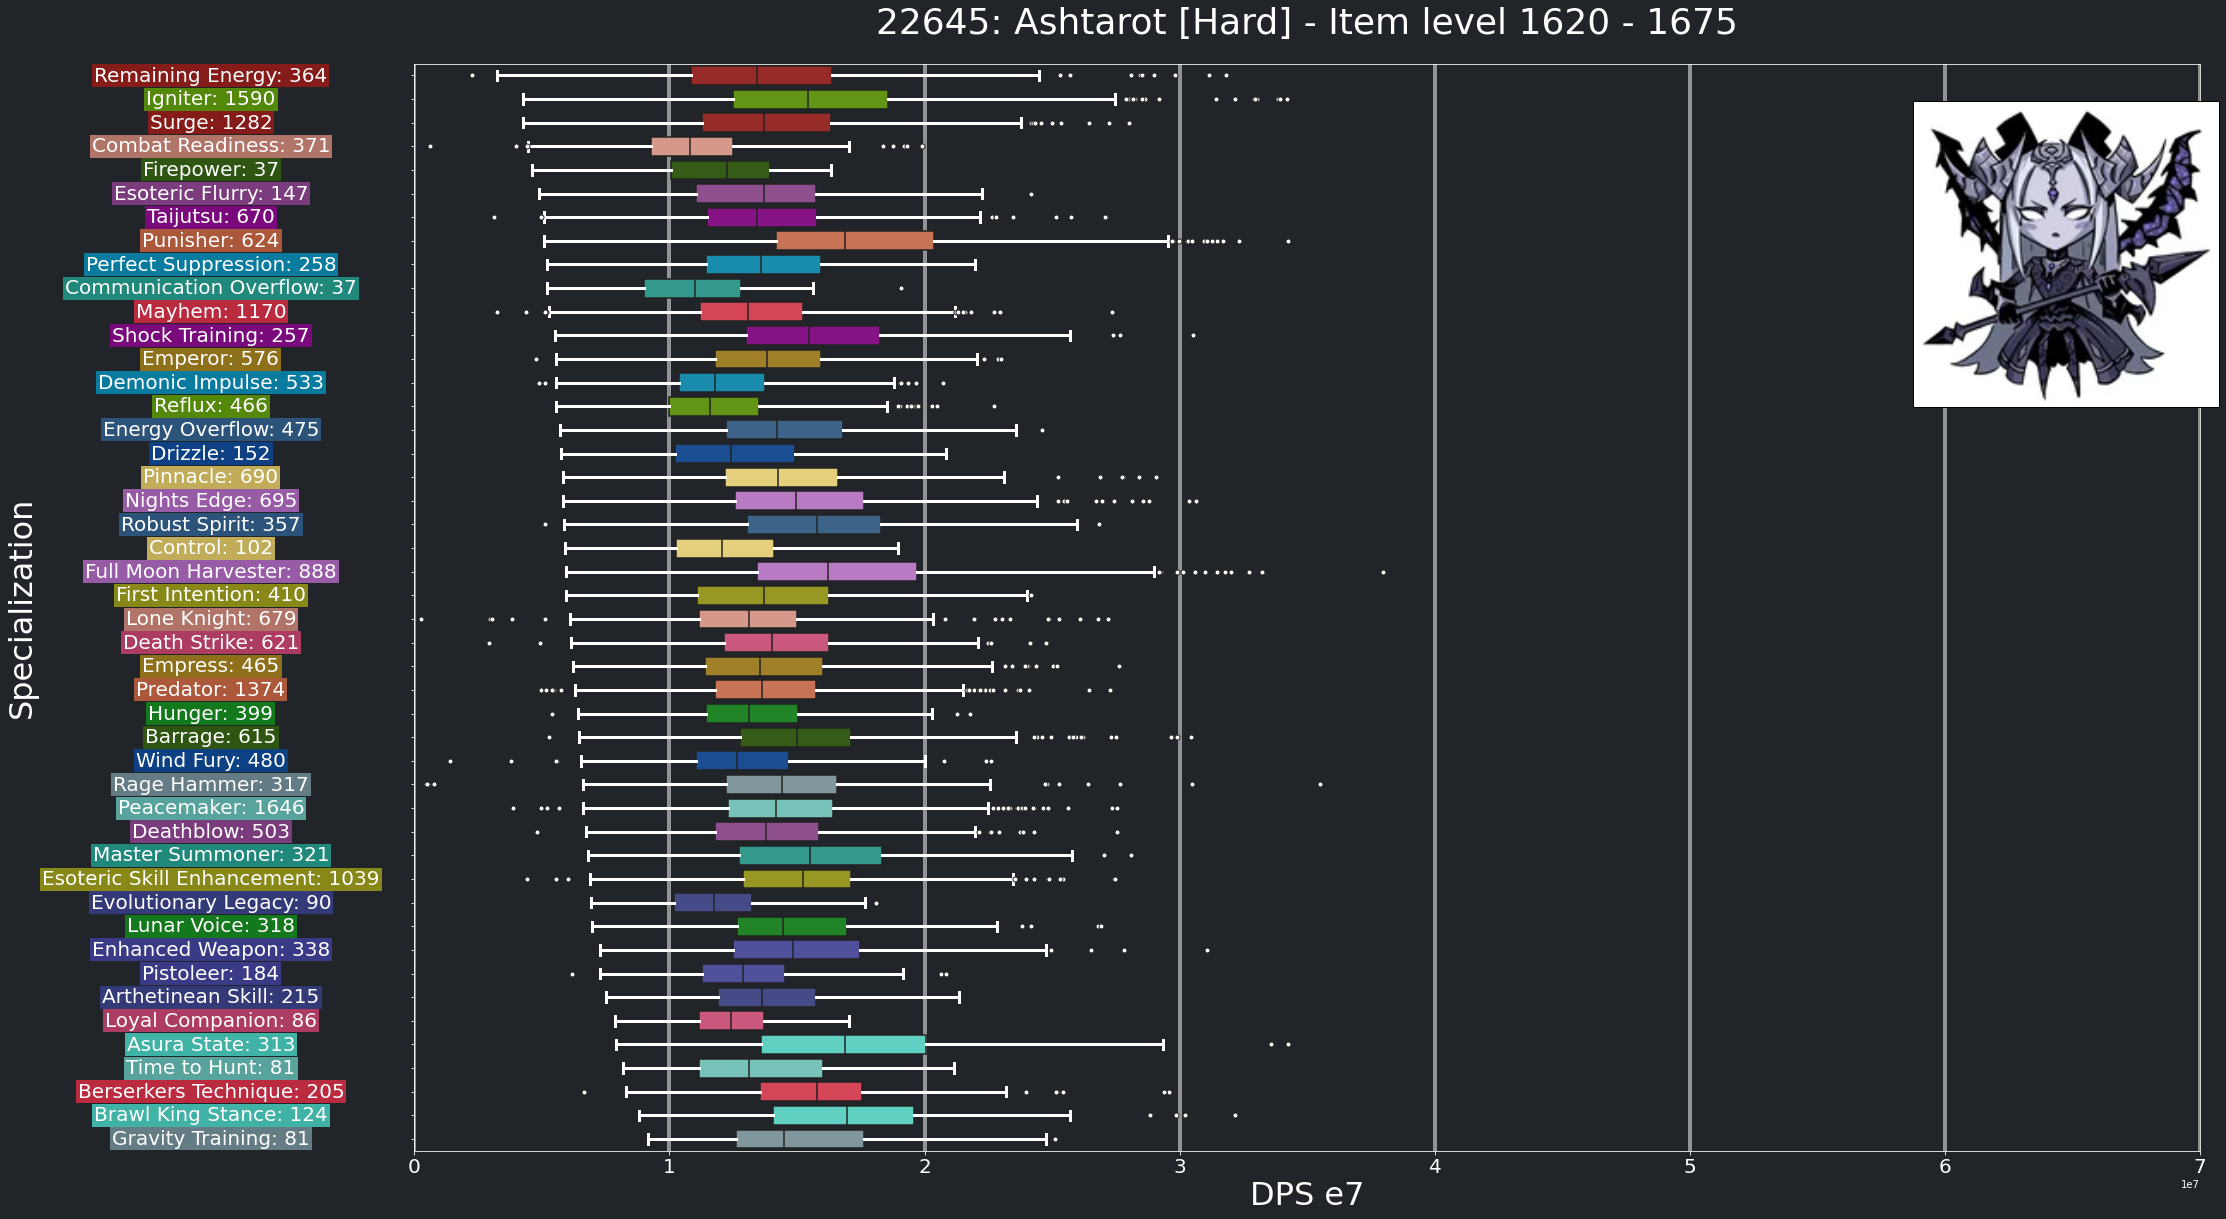 22645: Ashtarot [Hard] - Item level 1620 - 1675
Specialization
Remaining Energy: 364
Igniter: 1590
Surge: 1282
Combat Readiness: 371
Firepower: 37
Esoteric Flurry: 147
Taijutsu: 670
Punisher: 624
Perfect Suppression: 258
Communication Overflow: 37
Mayhem: 1170
Shock Training: 257
Emperor: 576
Demonic Impulse: 533
Reflux: 466
Energy Overflow: 475
Drizzle: 152
Pinnacle: 690
Nights Edge: 695
Robust Spirit: 357
Control: 102
Full Moon Harvester: 888
First Intention: 410
Lone Knight: 679
Death Strike: 621
Empress: 465
Predator: 1374
Hunger: 399
Barrage: 615
Wind Fury: 480
Rage Hammer: 317
Peacemaker: 1646
Deathblow: 503
Master Summoner: 321
Esoteric Skill Enhancement: 1039
Evolutionary Legacy: 90
Lunar Voice: 318
Enhanced Weapon: 338
Pistoleer: 184
Arthetinean Skill: 215
Loyal Companion: 86
Asura State: 313
Time to Hunt: 81
Berserkers Technique: 205
Brawl King Stance: 124
Gravity Training: 81
0 1 2 3 4 5 6 7
1e7
DPS e7